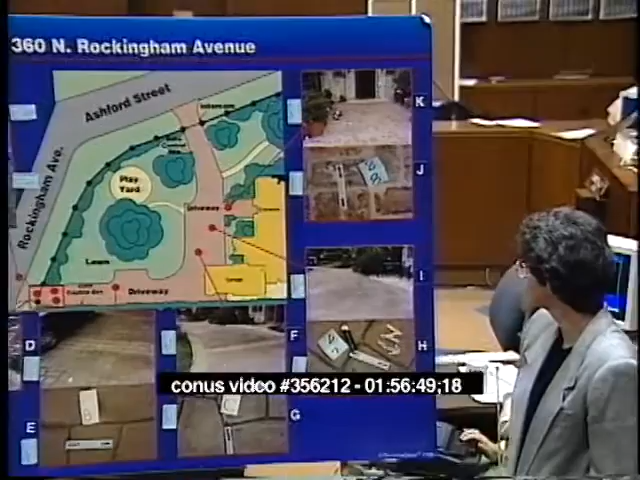 360 N. Rockingham Avenue
Ashford Street
Intercom
K
Play
Yard
J
Rockingham Ave.
Driveway
Lawn
I
Driveway
D
F
H
conus video #356212 - 01:56:49;18
E
G